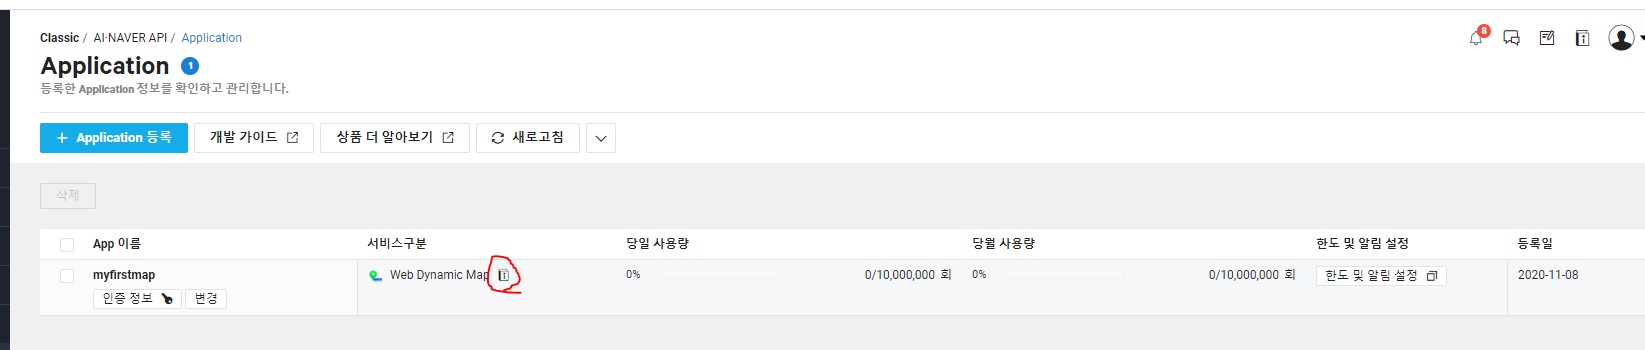 Classic / AI·NAVER API / Application
8
Application 1
등록한 Application 정보를 확인하고 관리합니다.
+ Application 등록 개발 가이드 상품 더 알아보기 새로고침
삭제
App 이름 서비스구분 당일 사용량 당월 사용량 한도 및 알림 설정 등록일
myfirstmap Web Dynamic Map 0% 0/10,000,000 회 0% 0/10,000,000 회 한도 및 알림 설정 2020-11-08
인증 정보 변경